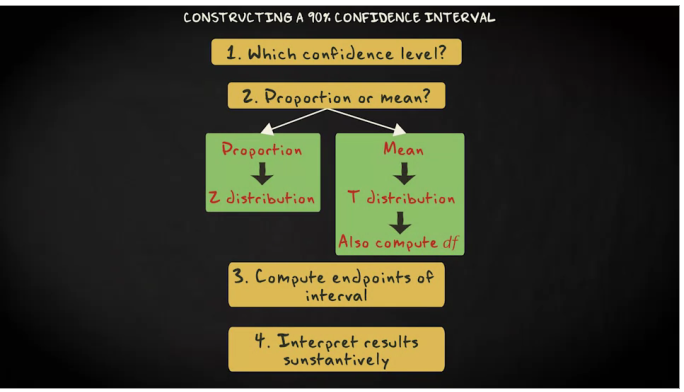 CONSTRUCTING A 90% CONFIDENCE INTERVAL
1. Which confidence level?
2. Proportion or mean?
Proportion
Z distribution
Mean
T distribution
Also compute df
3. Compute endpoints of
interval
4. Interpret results
sunstantively